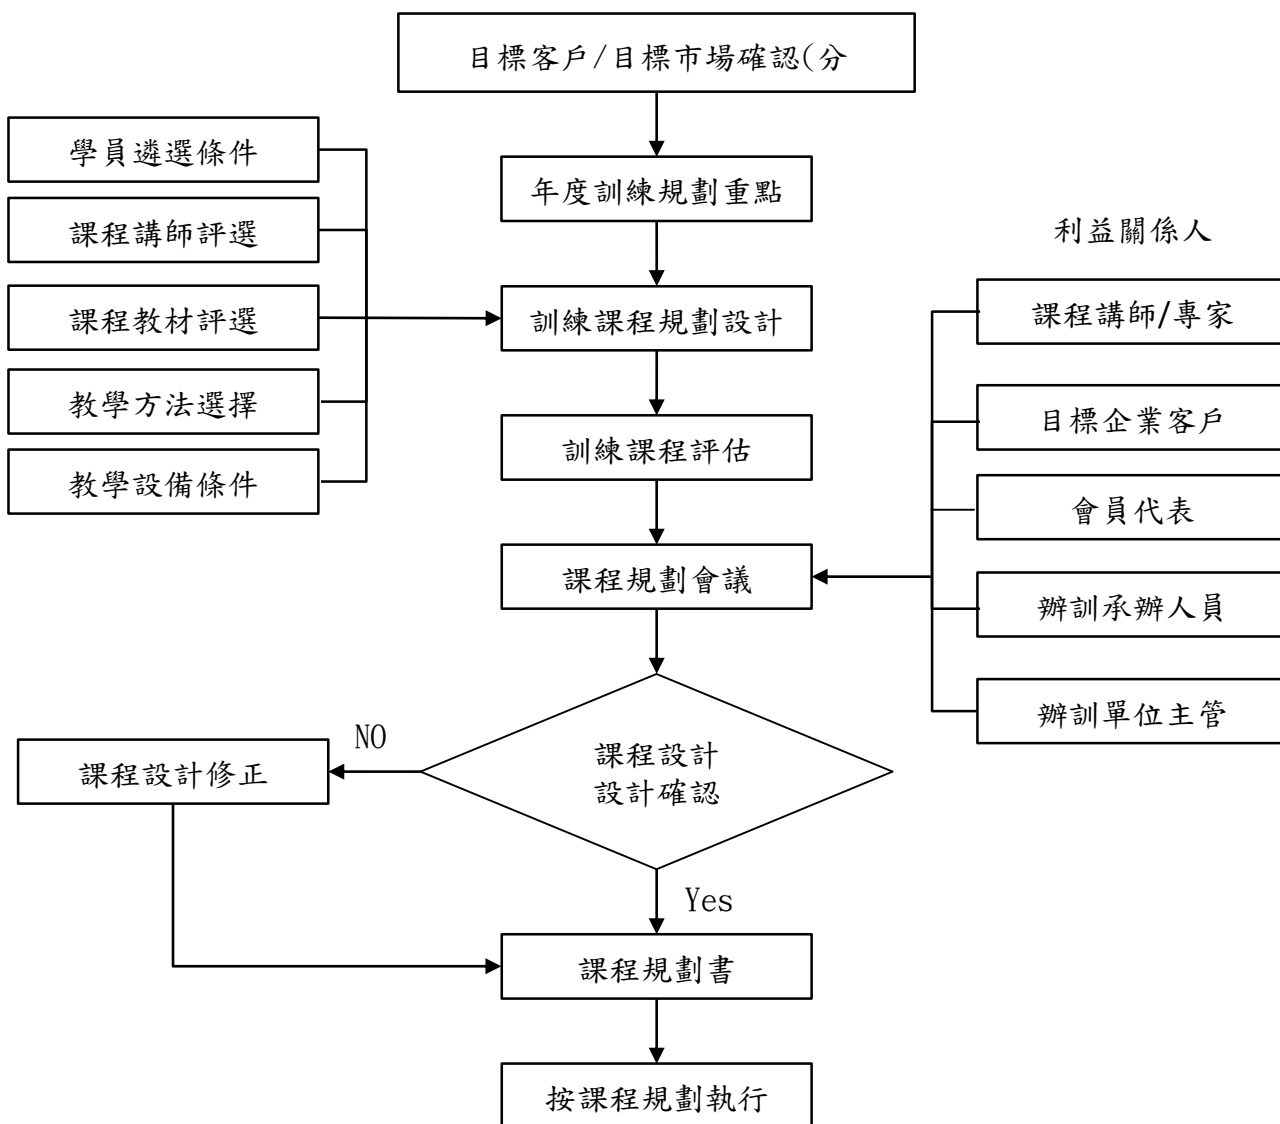 目標客戶/目標市場確認(分
學員遴選條件
課程講師評選
課程教材評選
教學方法選擇
教學設備條件
年度訓練規劃重點
訓練課程規劃設計
訓練課程評估
課程規劃會議
利益關係人
課程講師/專家
目標企業客戶
會員代表
辦訓承辦人員
辦訓單位主管
課程設計
設計確認
NO
課程設計修正
Yes
課程規劃書
按課程規劃執行